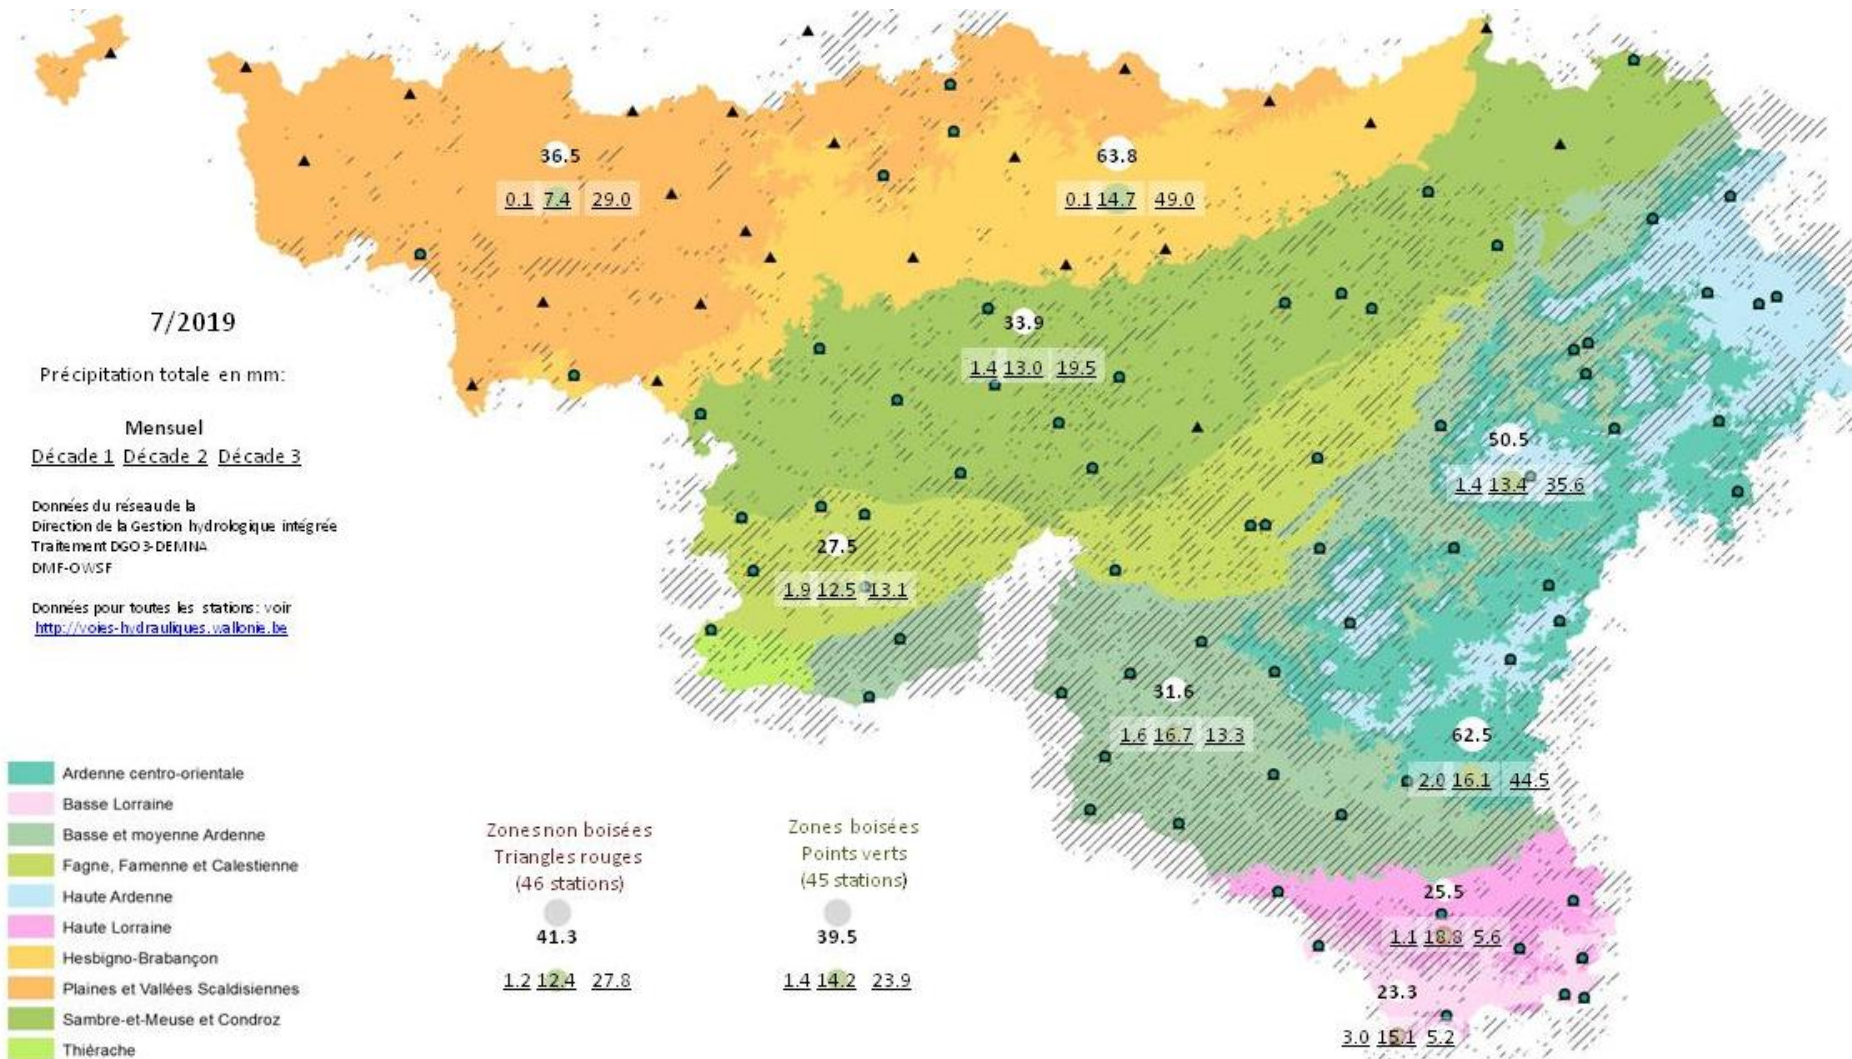 36.5
0.1 7.4 29.0
63.8
0.1 14.7 49.0
7/2019
Précipitation totale en mm:
Mensuel
Décade 1 Décade 2 Décade 3
33.9
1.4 13.0 19.5
50.5
1.4 13.4 35.6
Données du réseau de la
Direction de la Gestion hydrologique intégrée
Traitement DGO3-DEMNA
DMF-OWSF
27.5
1.9 12.5 13.1
Données pour toutes les stations: voir
http://voies-hydrauliques.wallonie.be
31.6
1.6 16.7 13.3
62.5
2.0 16.1 44.5
Ardenne centro-orientale
Basse Lorraine
Basse et moyenne Ardenne
Fagne, Famenne et Calestienne
Haute Ardenne
Haute Lorraine
Hesbigno-Brabançon
Plaines et Vallées Scaldisiennes
Sambre-et-Meuse et Condroz
Thiérache
Zones non boisées
Triangles rouges
(46 stations)
41.3
1.2 12.4 27.8
Zones boisées
Points verts
(45 stations)
39.5
1.4 14.2 23.9
25.5
1.1 18.8 5.6
23.3
3.0 15.1 5.2